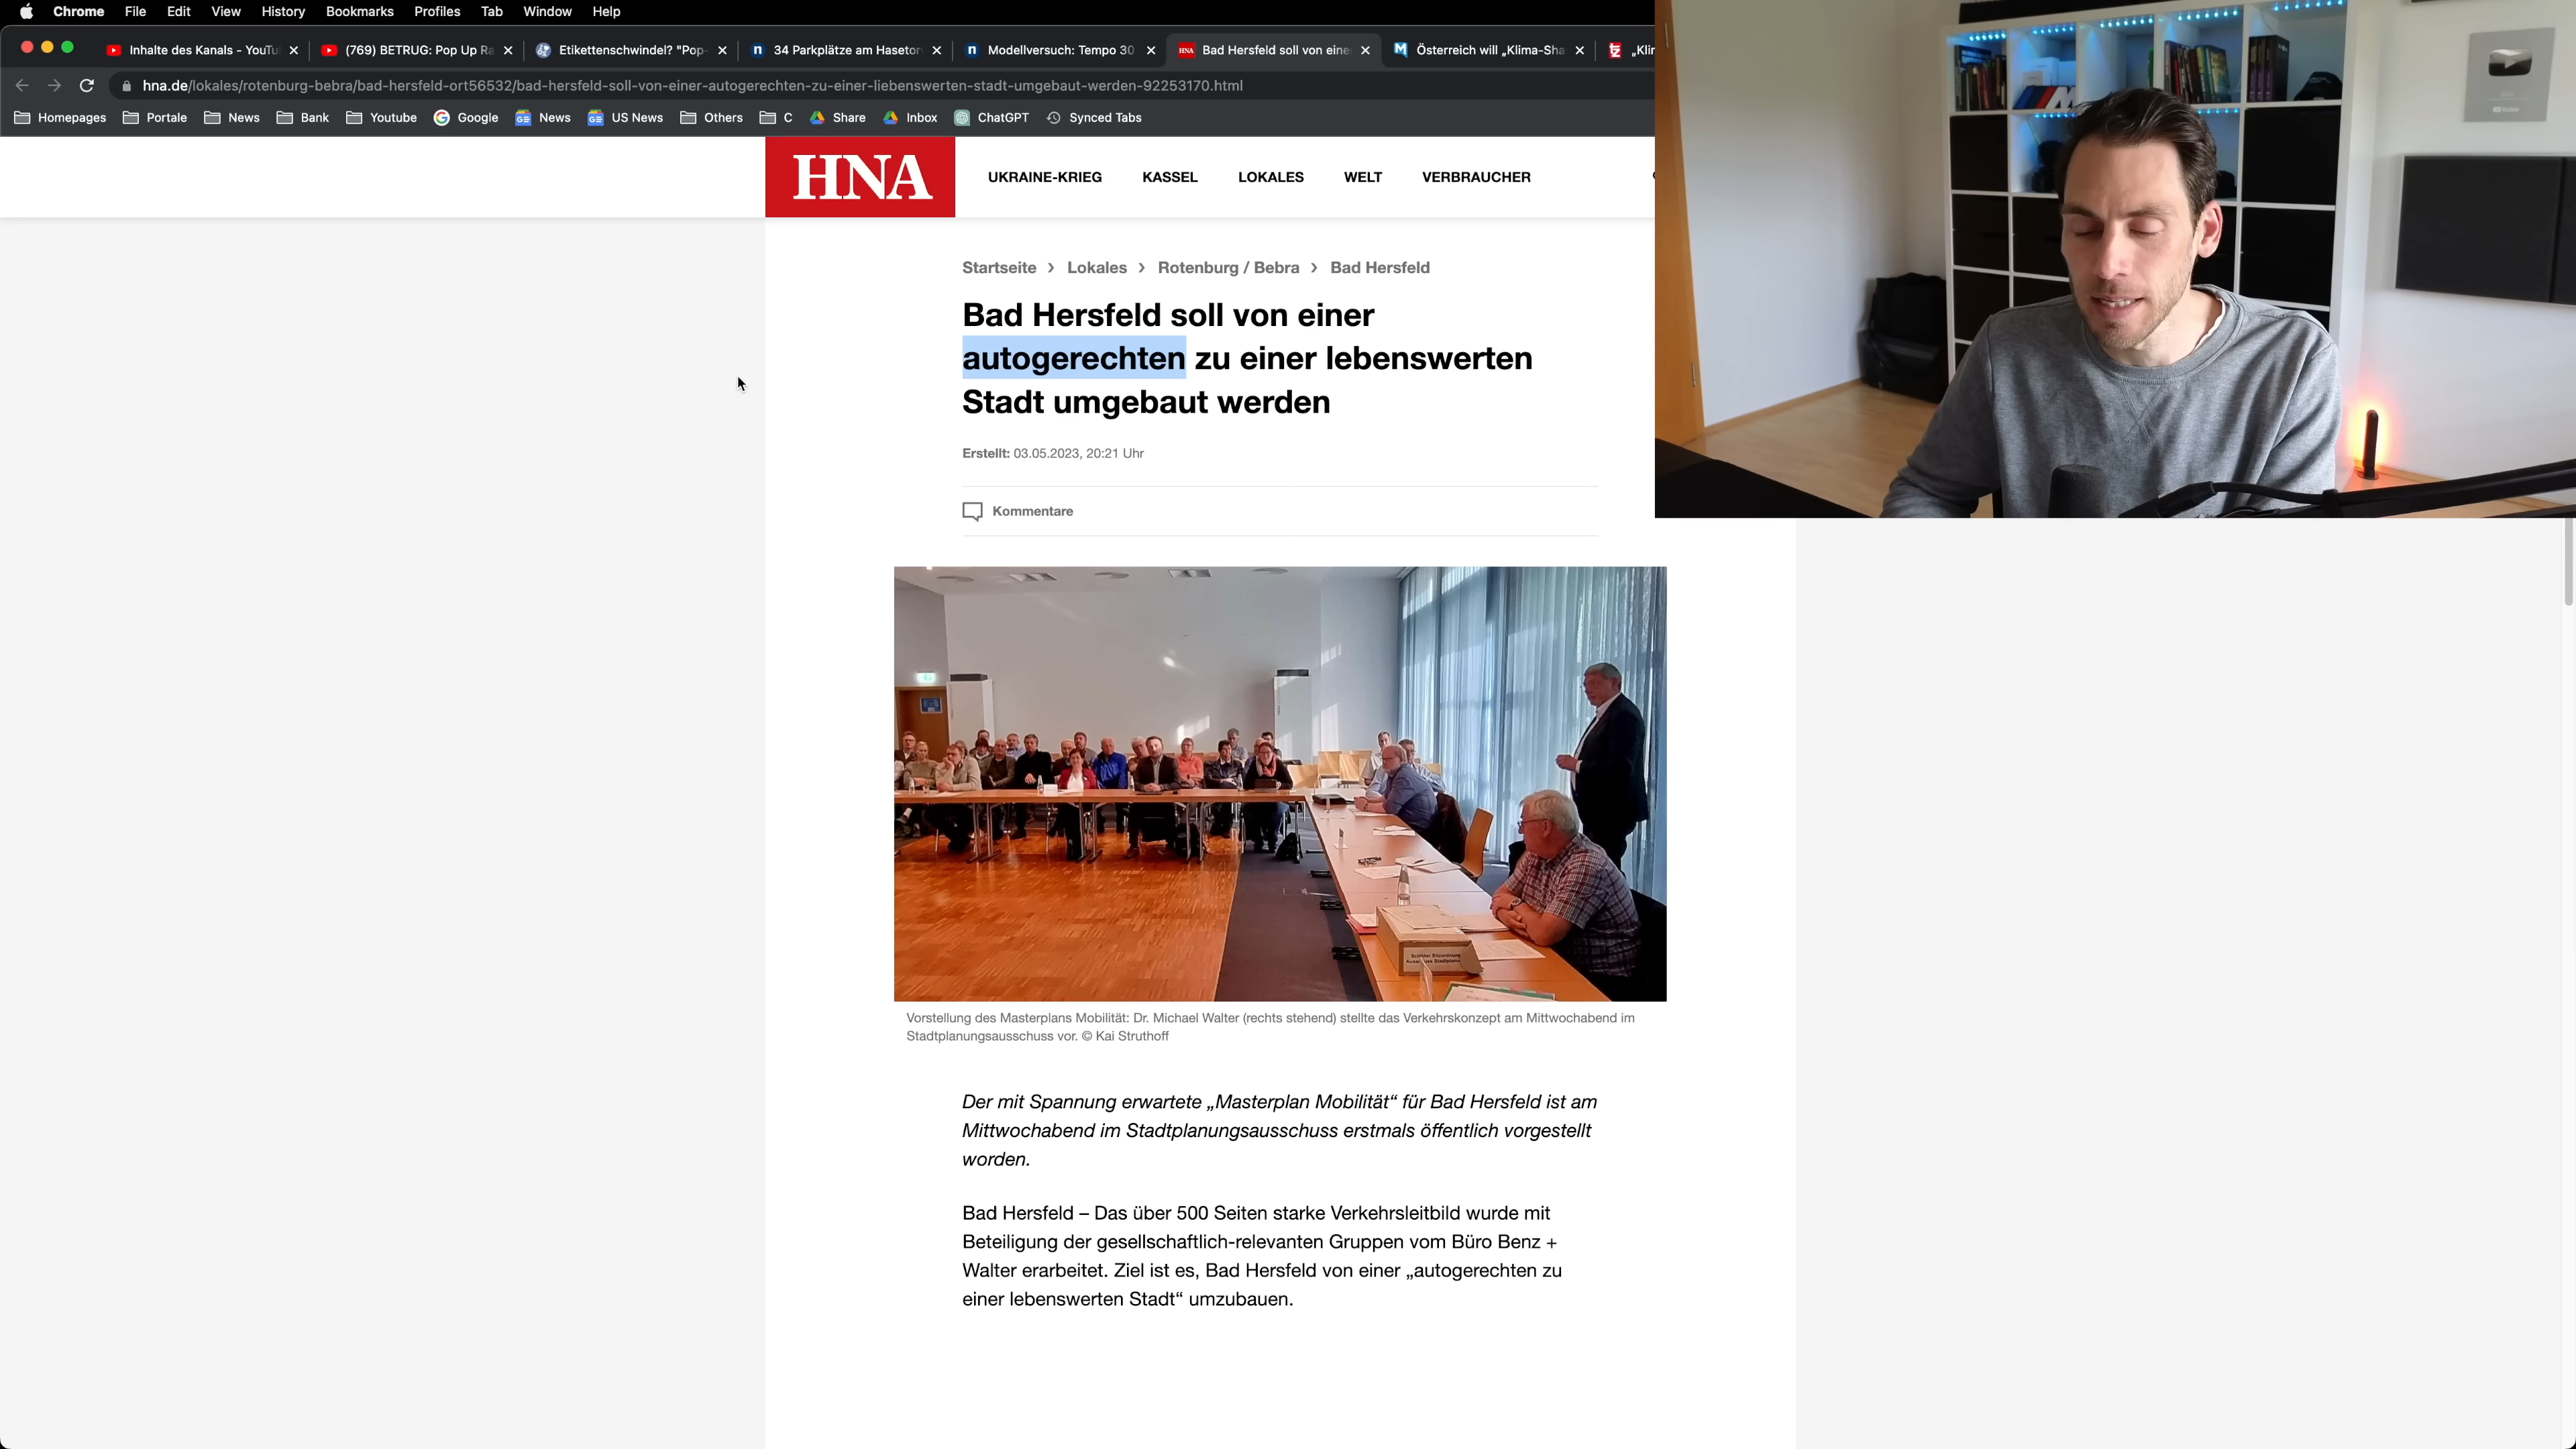 Chrome File Edit View History Bookmarks Profiles Tab Window Help
Inhalte des Kanals - YouTu (769) BETRUG: Pop Up Ra Etikettenschwindel? "Pop- 34 Parkplätze am Hasetor Modellversuch: Tempo 30 HNA Bad Hersfeld soll von eine Österreich will „Klima-Sha tz „Klir
hna.de/lokales/rotenburg-bebra/bad-hersfeld-ort56532/bad-hersfeld-soll-von-einer-autogerechten-zu-einer-liebenswerten-stadt-umgebaut-werden-92253170.html
Homepages Portale News Bank Youtube Google News US News Others C Share Inbox ChatGPT Synced Tabs
HNA UKRAINE-KRIEG KASSEL LOKALES WELT VERBRAUCHER
Startseite › Lokales › Rotenburg / Bebra › Bad Hersfeld
Bad Hersfeld soll von einer
autogerechten zu einer lebenswerten
Stadt umgebaut werden
Erstellt: 03.05.2023, 20:21 Uhr
Kommentare
Vorstellung des Masterplans Mobilität: Dr. Michael Walter (rechts stehend) stellte das Verkehrskonzept am Mittwochabend im
Stadtplanungsausschuss vor. © Kai Struthoff
Der mit Spannung erwartete „Masterplan Mobilität“ für Bad Hersfeld ist am
Mittwochabend im Stadtplanungsausschuss erstmals öffentlich vorgestellt
worden.
Bad Hersfeld – Das über 500 Seiten starke Verkehrsleitbild wurde mit
Beteiligung der gesellschaftlich-relevanten Gruppen vom Büro Benz +
Walter erarbeitet. Ziel ist es, Bad Hersfeld von einer „autogerechten zu
einer lebenswerten Stadt“ umzubauen.